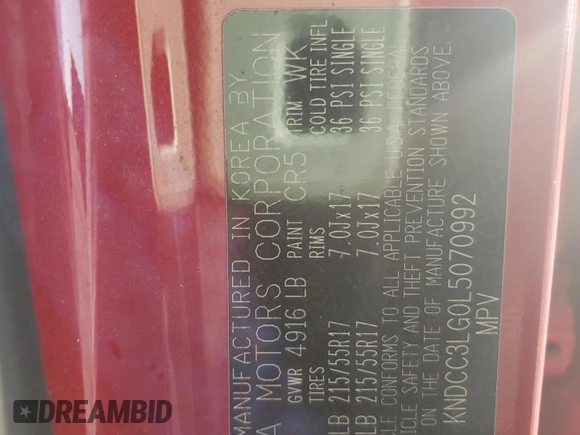 MANUFACTURED IN KOREA BY
A MOTORS CORPORATION
GVWR 4916 LB PAINT CR5 TRIM WK
TIRES RIMS COLD TIRE INFL
LB 215/55R17 7.0Jx17 36 PSI SINGLE
LB 215/55R17 7.0Jx17 36 PSI SINGLE
CLE CONFORMS TO ALL APPLICABLE U.S.A. FEDERAL
ICLE SAFETY AND THEFT PREVENTION STANDARDS
ON THE DATE OF MANUFACTURE SHOWN ABOVE.
KNDCC3LG0L5070992
MPV
DREAMBID